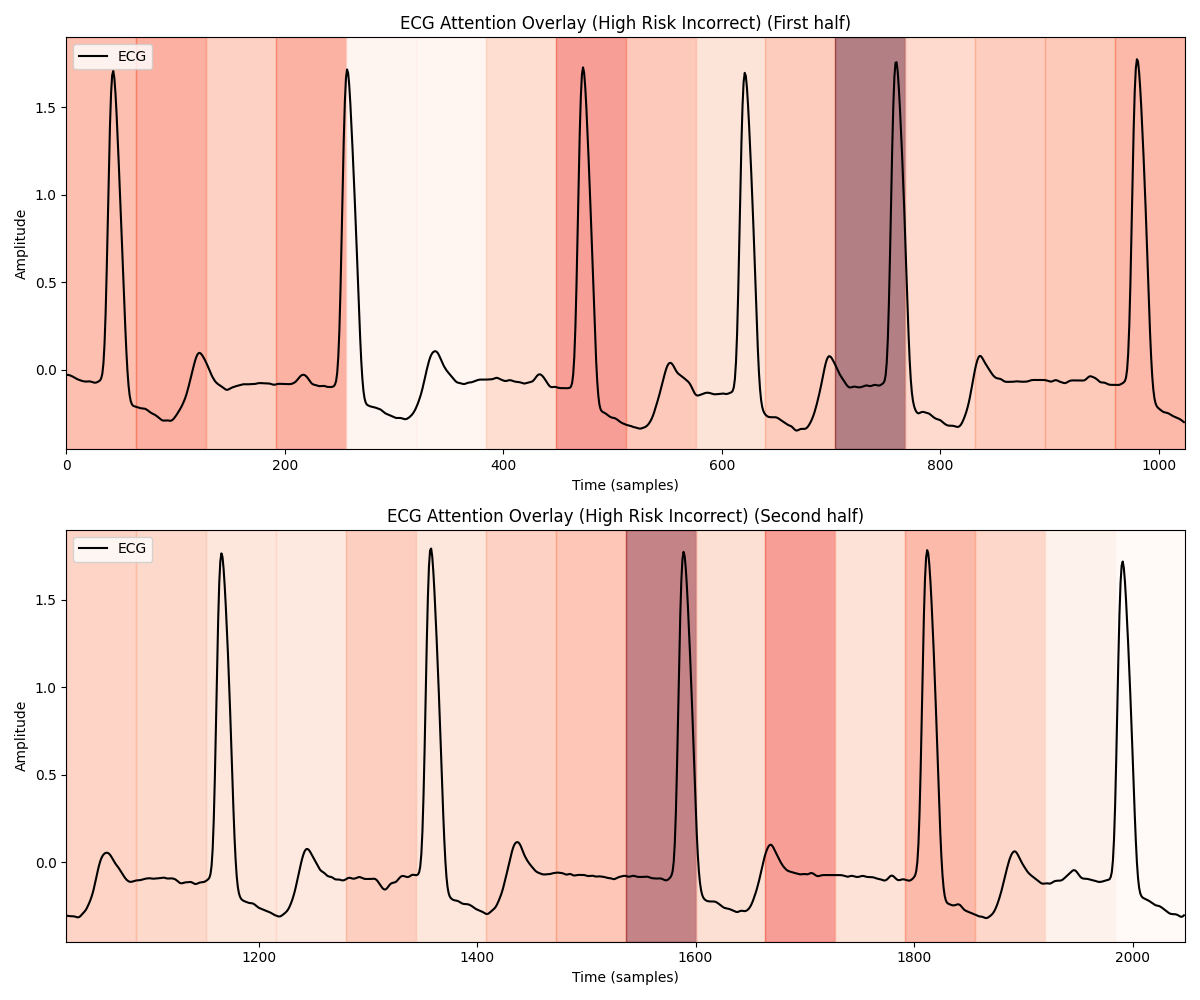 ECG Attention Overlay (High Risk Incorrect) (First half)
ECG
Amplitude
1.5
1.0
0.5
0.0
0 200 400 600 800 1000
Time (samples)
ECG Attention Overlay (High Risk Incorrect) (Second half)
ECG
Amplitude
1.5
1.0
0.5
0.0
1200 1400 1600 1800 2000
Time (samples)